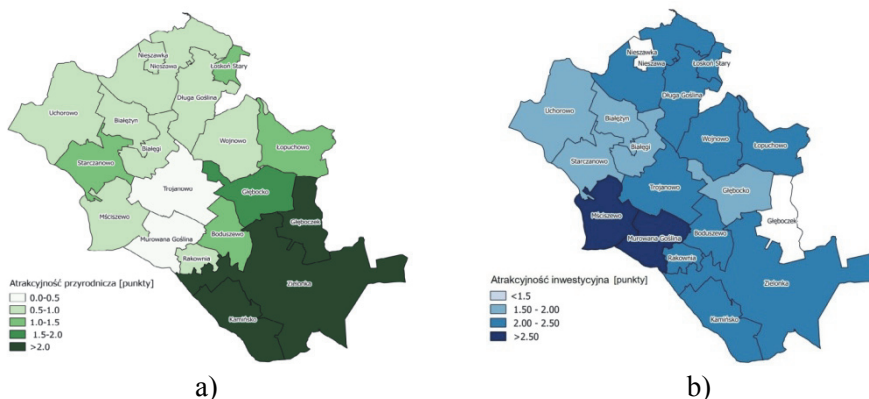 Nieszawka
Nieszawa
Łoskoń Stary
Długa Goślina
Uchorowo
Białężyn
Białęgi
Wojnowo
Łopuchowo
Starczanowo
Trojanowo
Głębocko
Głęboczek
Mściszewo
Murowana Goślina
Boduszewo
Rakownia
Zielonka
Kamińsko
Atrakcyjność przyrodnicza [punkty]
0.0-0.5
0.5-1.0
1.0-1.5
1.5-2.0
>2.0
a)
Nieszawka
Nieszawa
Łoskoń Stary
Długa Goślina
Uchorowo
Białężyn
Białęgi
Wojnowo
Łopuchowo
Starczanowo
Trojanowo
Głębocko
Głęboczek
Mściszewo
Murowana Goślina
Boduszewo
Rakownia
Zielonka
Kamińsko
Atrakcyjność inwestycyjna [punkty]
<1.5
1.50 - 2.00
2.00 - 2.50
>2.50
b)